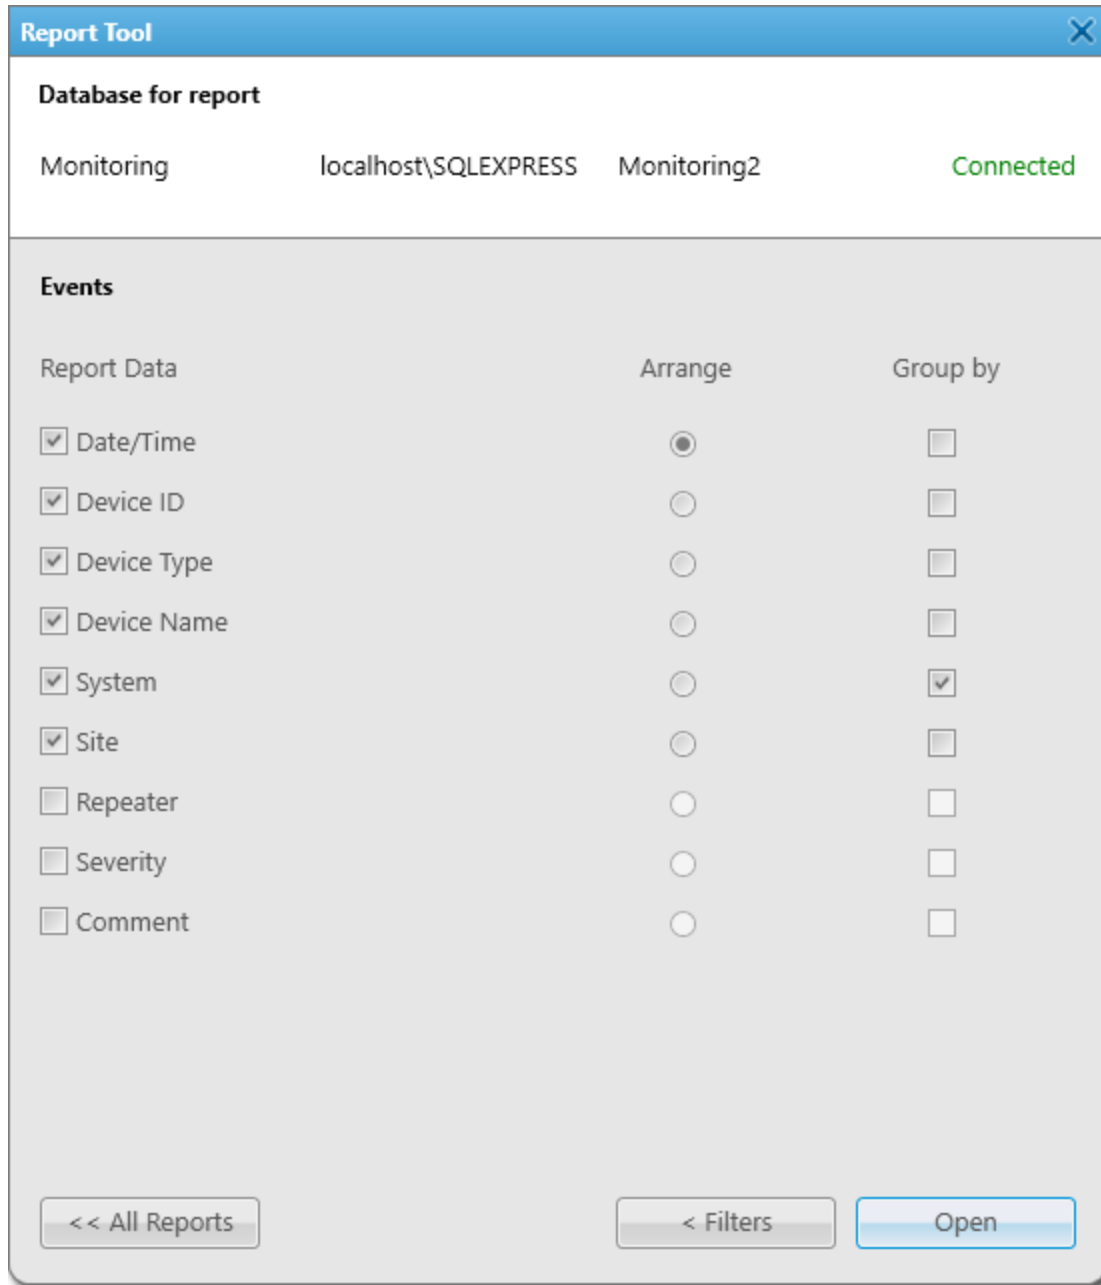 Report Tool
Database for report
Monitoring localhost\SQLEXPRESS Monitoring2 Connected
Events
Report Data Arrange Group by
Date/Time
Device ID
Device Type
Device Name
System
Site
Repeater
Severity
Comment
<< All Reports < Filters Open